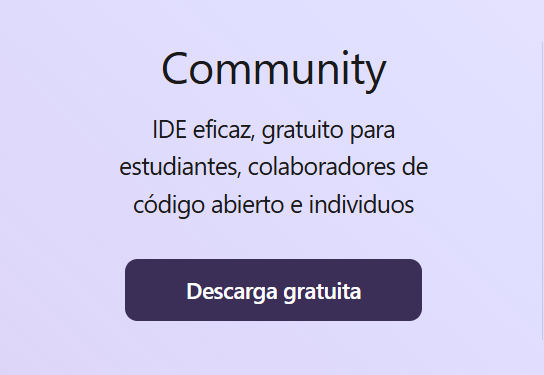 Community
IDE eficaz, gratuito para
estudiantes, colaboradores de
código abierto e individuos
Descarga gratuita